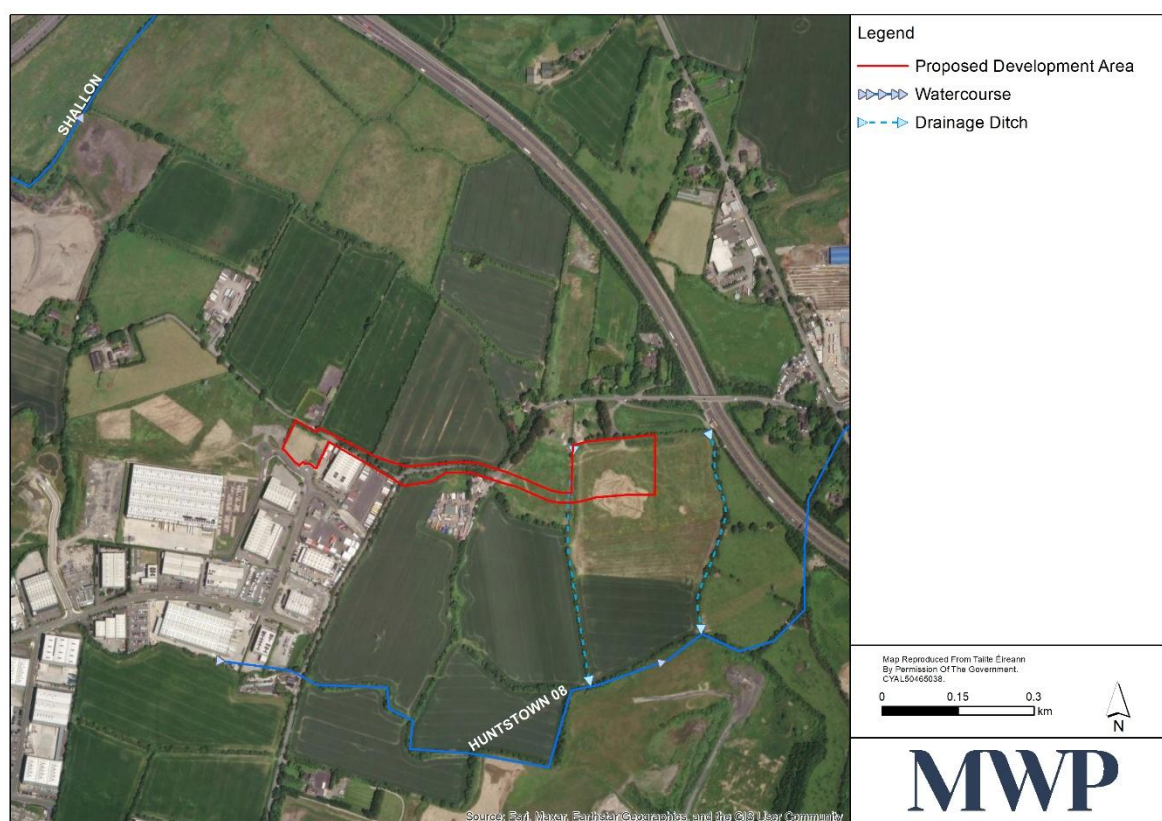 SHALLON
HUNTSTOWN 08
Source: Esri, Maxar, Earthstar Geographics, and the GIS User Community
Legend
Proposed Development Area
Watercourse
Drainage Ditch
Map Reproduced From Tailte Éireann
By Permission Of The Government.
CYAL50465038.
0 0.15 0.3
km
N
MWP